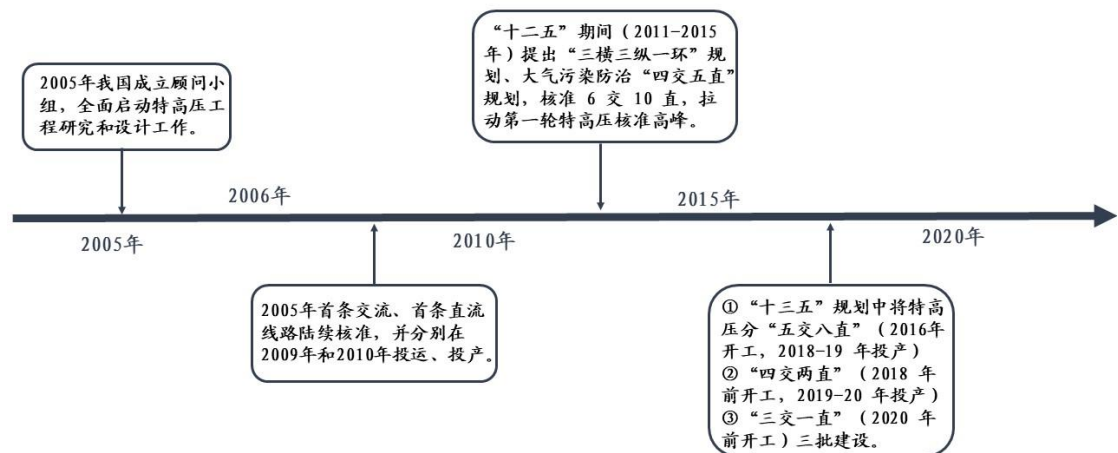 “十二五”期间（2011-2015
年）提出“三横三纵一环”规
划、大气污染防治“四交五直”
规划，核准 6 交 10 直，拉
动第一轮特高压核准高峰。
2005年我国成立顾问小
组，全面启动特高压工
程研究和设计工作。
2006年
2015年
2005年
2010年
2020年
2005年首条交流、首条直流
线路陆续核准，并分别在
2009年和2010年投运、投产。
① “十三五”规划中将特高
压分“五交八直”（2016年
开工，2018-19 年投产）
② “四交两直”（2018 年
前开工，2019-20 年投产）
③ “三交一直”（2020 年
前开工）三批建设。